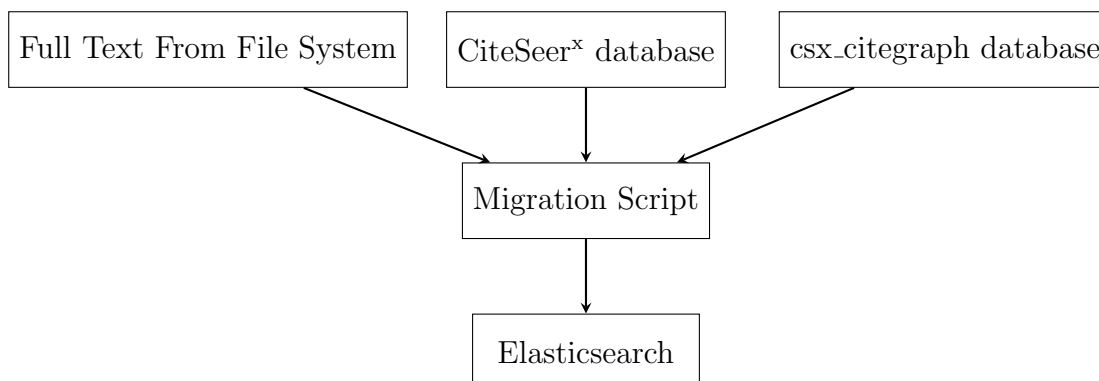 Full Text From File System
CiteSeerˣ database
csx_citegraph database
Migration Script
Elasticsearch